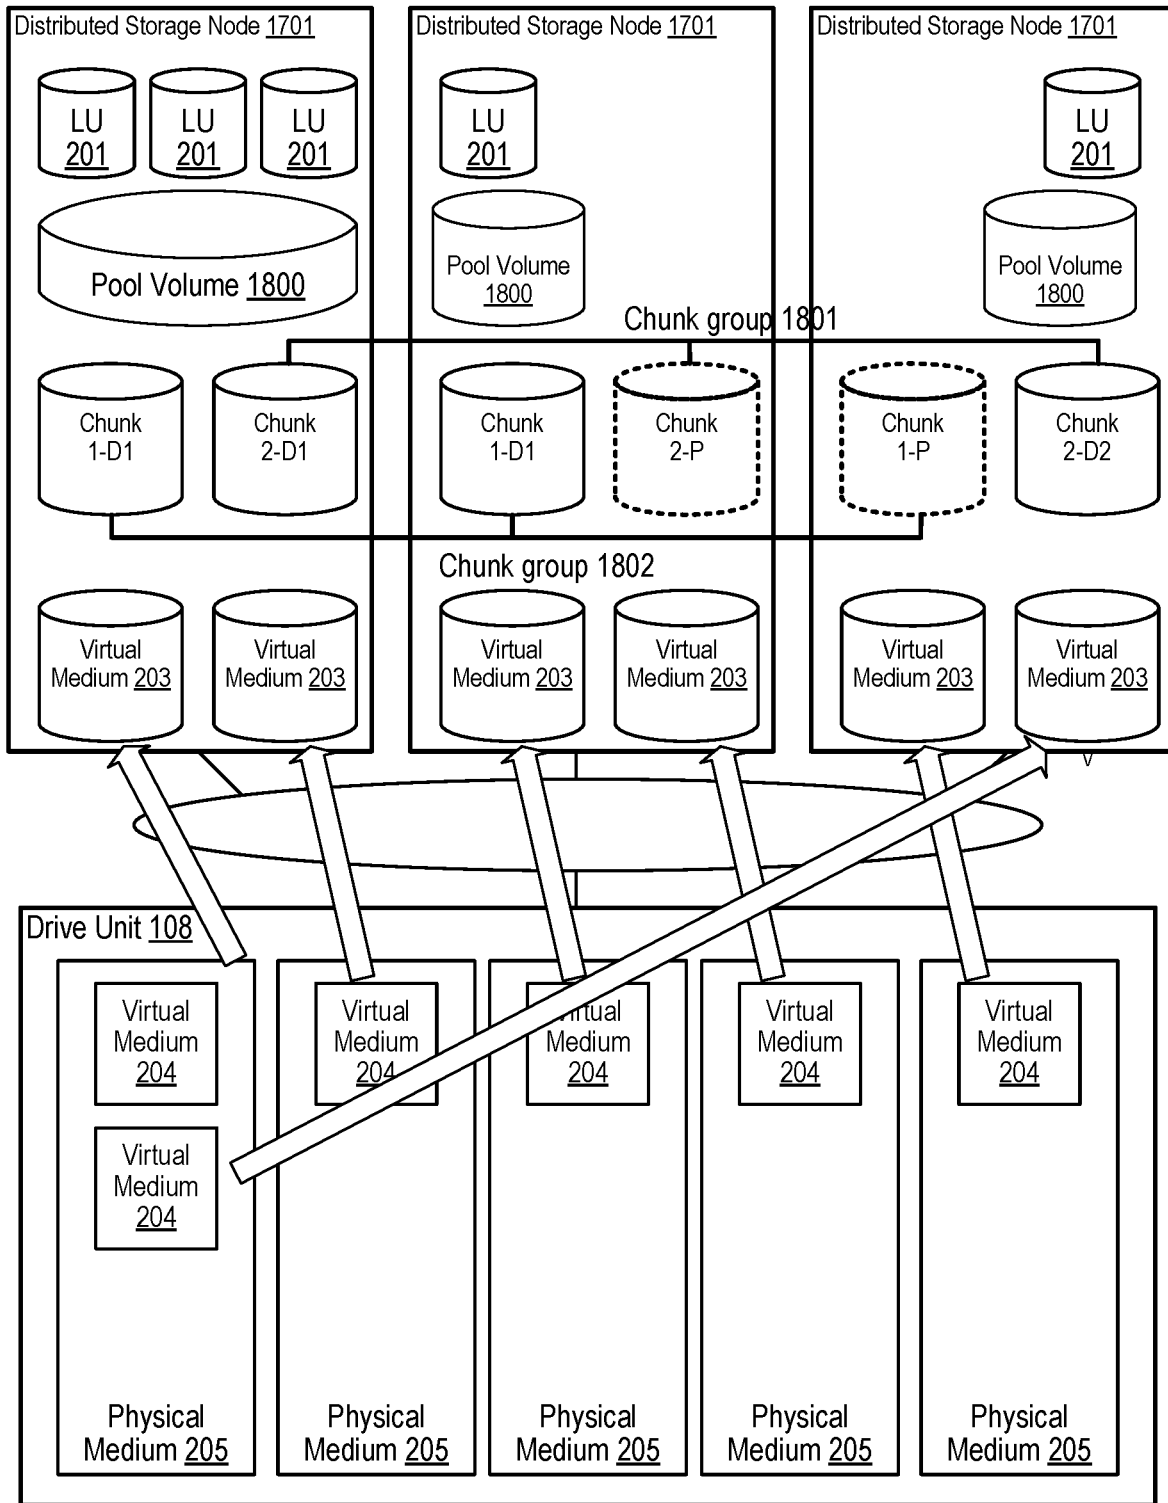 Distributed Storage Node 1701
Distributed Storage Node 1701
Distributed Storage Node 1701
LU
201
LU
201
LU
201
LU
201
LU
201
Pool Volume 1800
Pool Volume
1800
Pool Volume
1800
Chunk group 1801
Chunk
1-D1
Chunk
2-D1
Chunk
1-D1
Chunk
2-P
Chunk
1-P
Chunk
2-D2
Chunk group 1802
Virtual
Medium 203
Virtual
Medium 203
Virtual
Medium 203
Virtual
Medium 203
Virtual
Medium 203
Virtual
Medium 203
Drive Unit 108
Virtual
Medium
204
Virtual
Medium
204
Virtual
Medium
204
Virtual
Medium
204
Virtual
Medium
204
Virtual
Medium
204
Physical
Medium 205
Physical
Medium 205
Physical
Medium 205
Physical
Medium 205
Physical
Medium 205